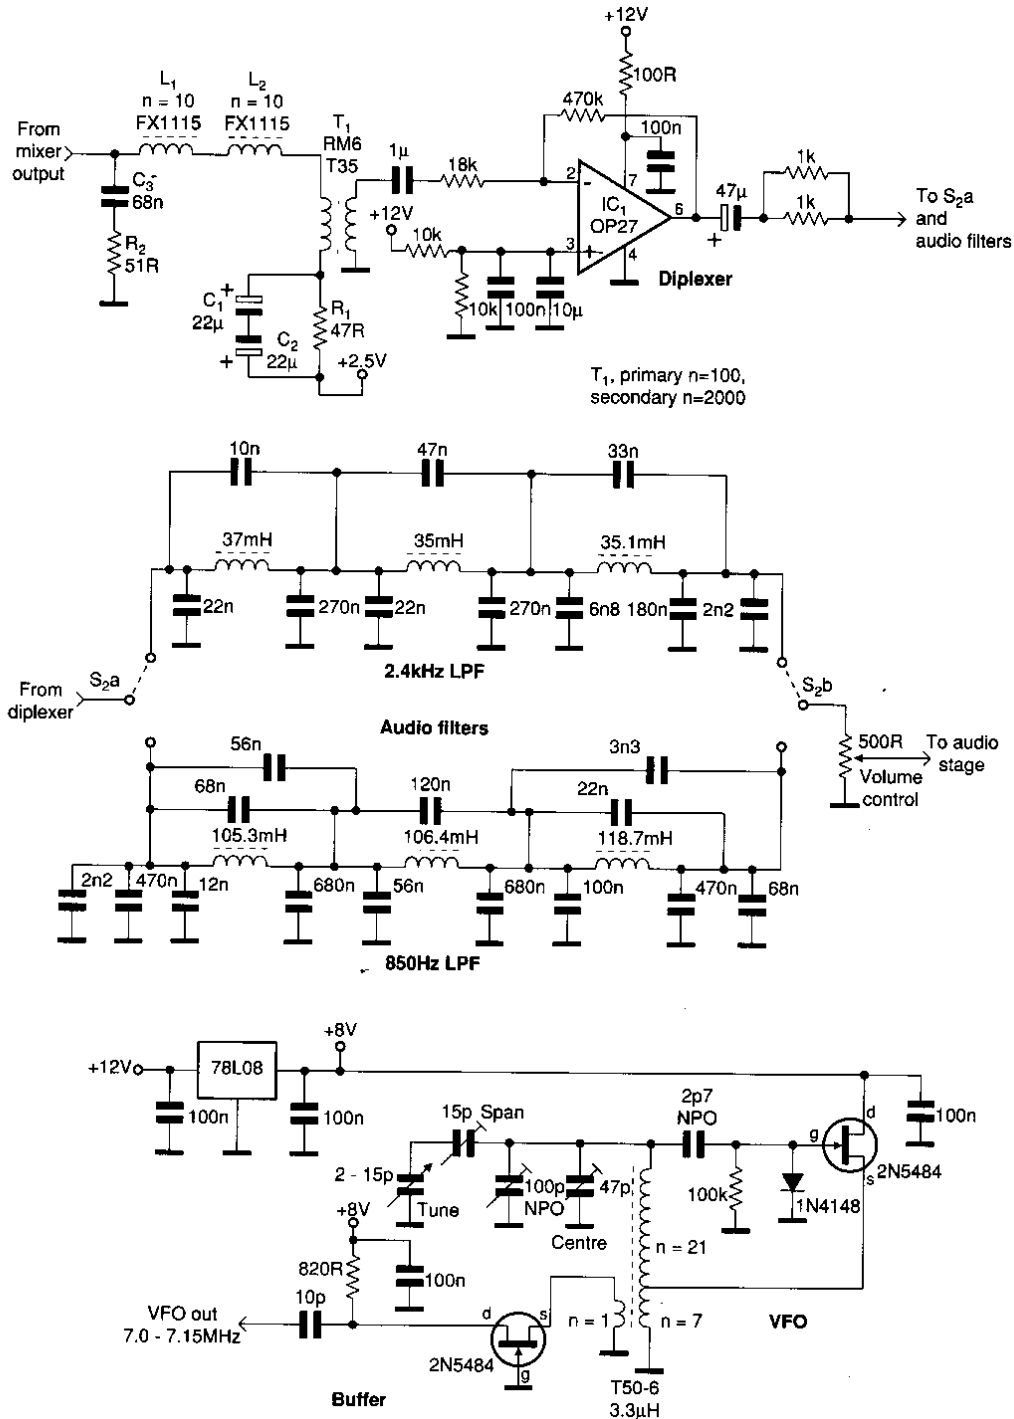 +12V
100R
L1
n = 10
FX1115
L2
n = 10
FX1115
T1
RM6
T35
From
mixer
output
C3
68n
R2
51R
1µ
18k
470k
100n
2
7
-
IC1
OP27
6
3
+
4
47µ
+
1k
1k
To S2a
and
audio filters
+12V
10k
10k
100n
10µ
Diplexer
+
C1
22µ
C2
22µ
+
R1
47R
+2.5V
T1, primary n=100,
secondary n=2000
10n
47n
33n
37mH
35mH
35.1mH
22n
270n
22n
270n
6n8
180n
2n2
2.4kHz LPF
From
diplexer
S2a
S2b
Audio filters
500R
Volume
control
To audio
stage
56n
3n3
68n
120n
22n
105.3mH
106.4mH
118.7mH
2n2
470n
12n
680n
56n
680n
100n
470n
68n
850Hz LPF
+12V
78L08
+8V
100n
100n
15p Span
2p7
NPO
d
g
s
2N5484
100n
2 - 15p
Tune
100p
NPO
47p
Centre
100k
1N4148
+8V
820R
100n
n = 21
10p
VFO out
7.0 - 7.15MHz
d
s
g
2N5484
n = 1
n = 7
VFO
Buffer
T50-6
3.3µH